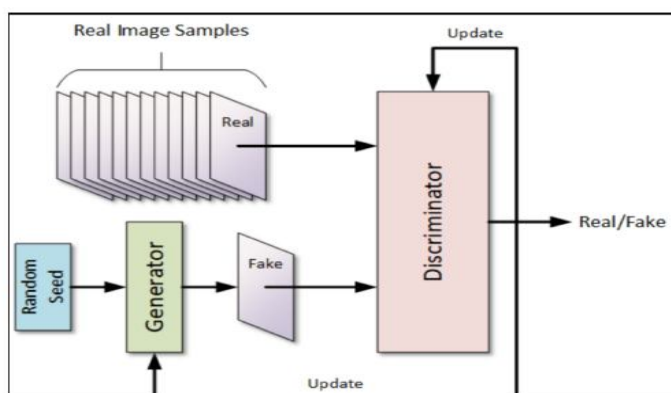 Real Image Samples
Update
Real
Discriminator
Real/Fake
Random
Seed
Generator
Fake
Update